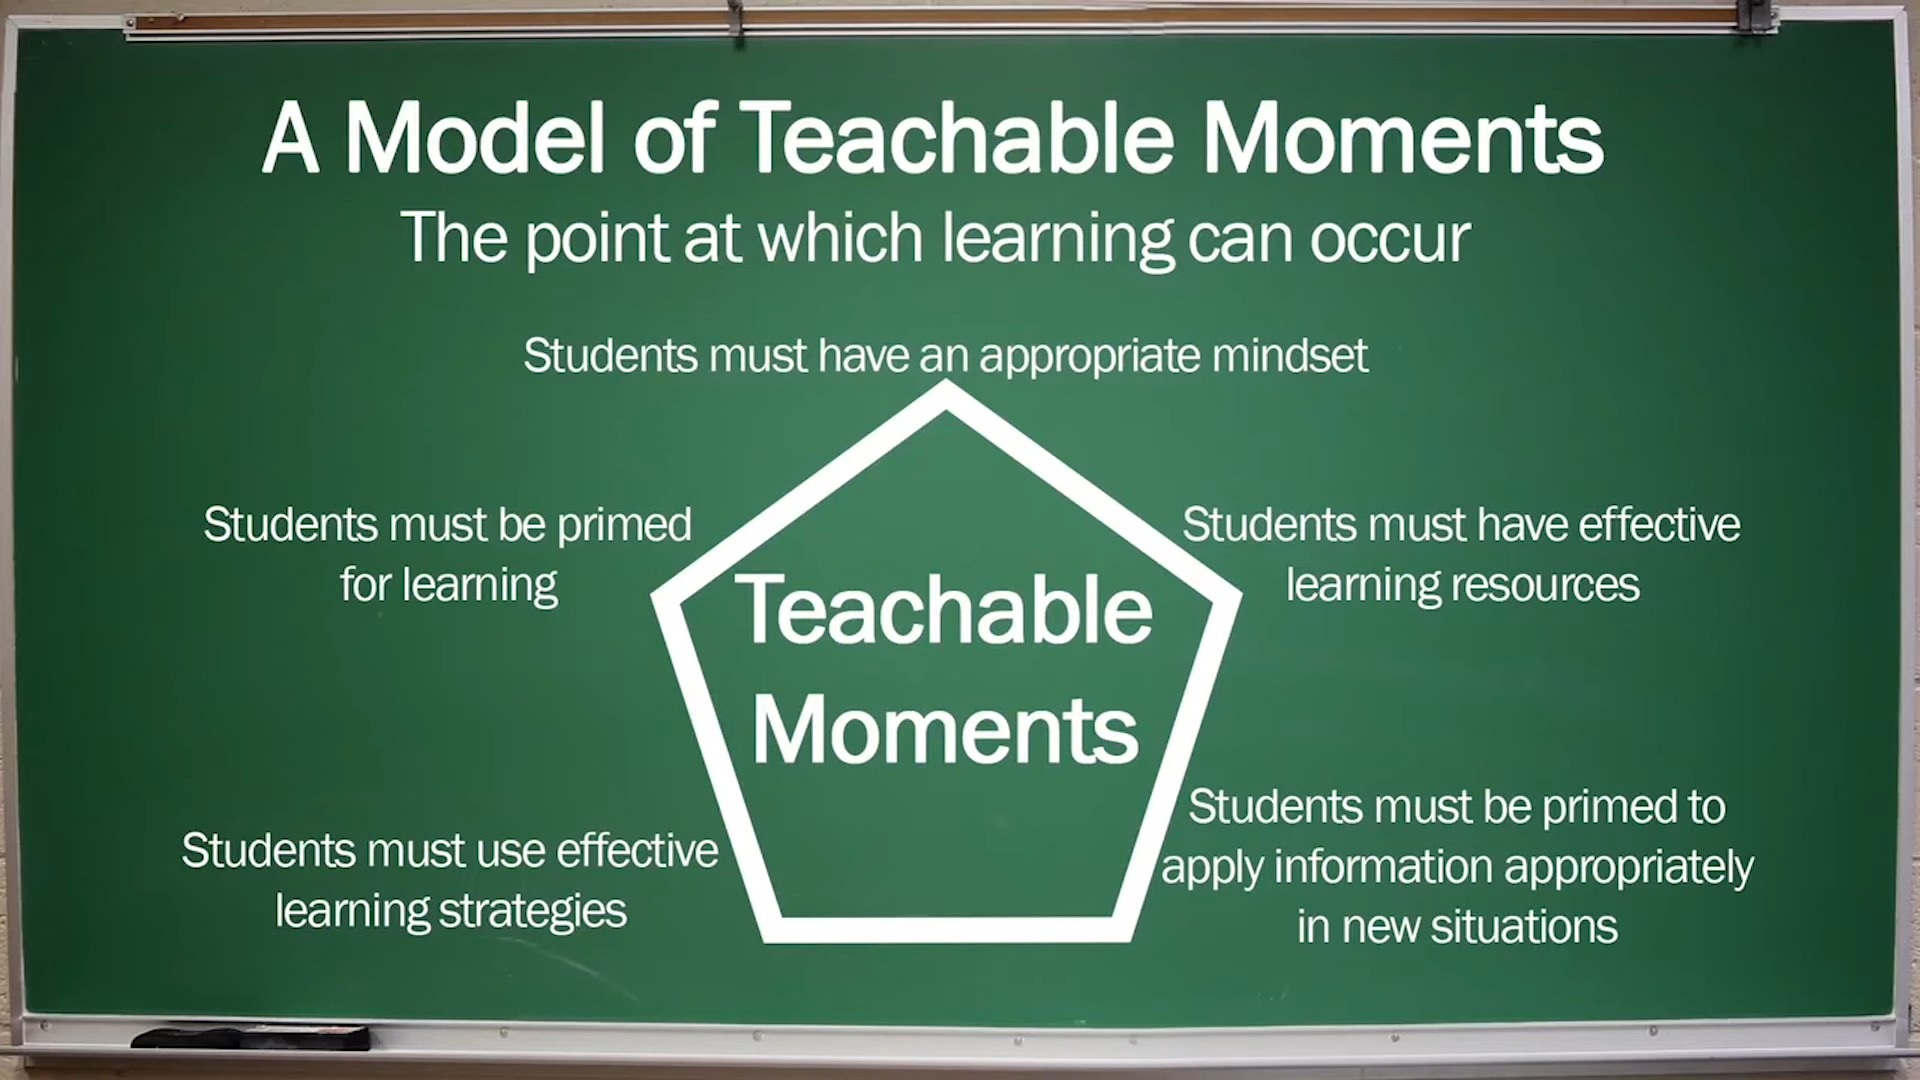 A Model of Teachable Moments
The point at which learning can occur
Students must have an appropriate mindset
Students must be primed
for learning
Students must have effective
learning resources
Teachable
Moments
Students must use effective
learning strategies
Students must be primed to
apply information appropriately
in new situations